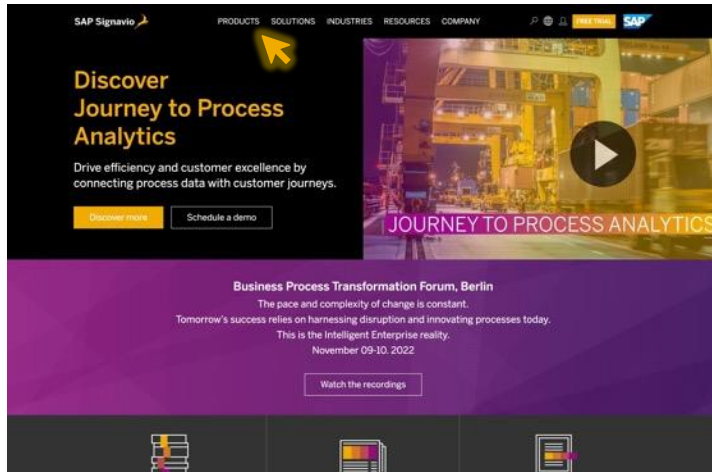 SAP Signavio
PRODUCTS SOLUTIONS INDUSTRIES RESOURCES COMPANY
FREE TRIAL
SAP
Discover
Journey to Process
Analytics
Drive efficiency and customer excellence by
connecting process data with customer journeys.
Discover more
Schedule a demo
JOURNEY TO PROCESS ANALYTICS
Business Process Transformation Forum, Berlin
The pace and complexity of change is constant.
Tomorrow's success relies on harnessing disruption and innovating processes today.
This is the Intelligent Enterprise reality.
November 09-10. 2022
Watch the recordings